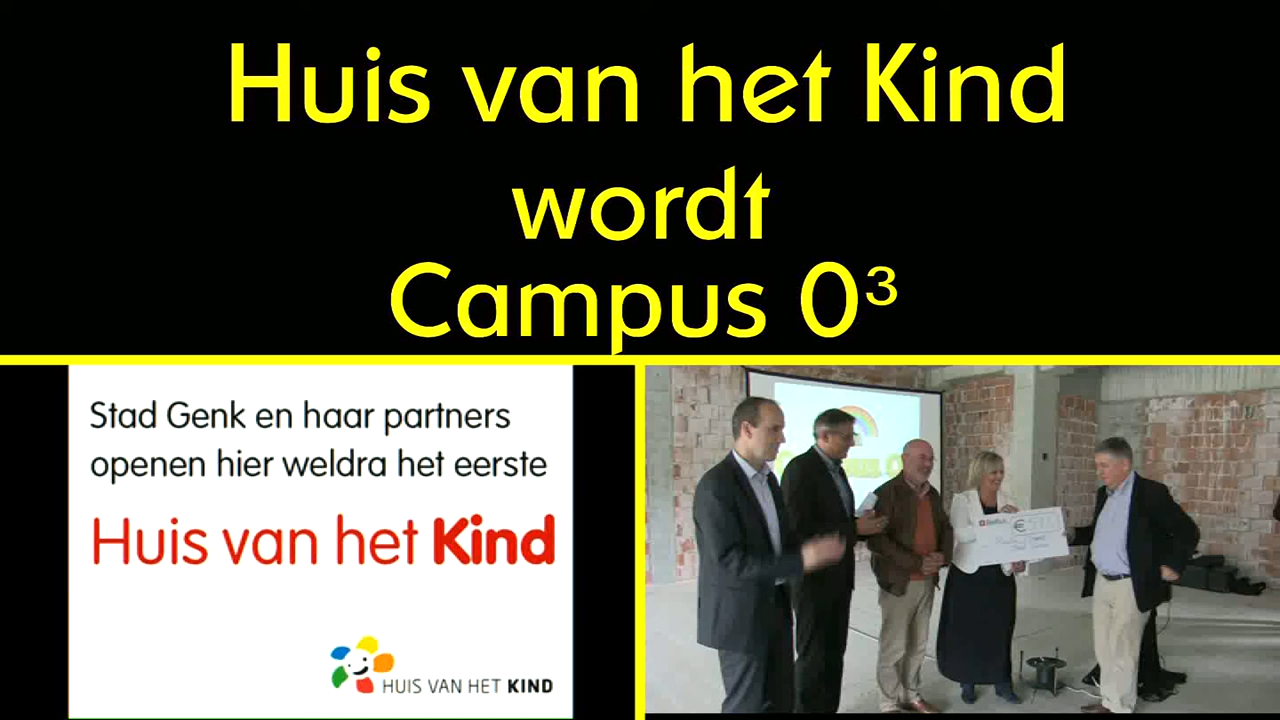 Huis van het Kind
wordt
Campus O³
Stad Genk en haar partners
openen hier weldra het eerste
Huis van het Kind
HUIS VAN HET KIND